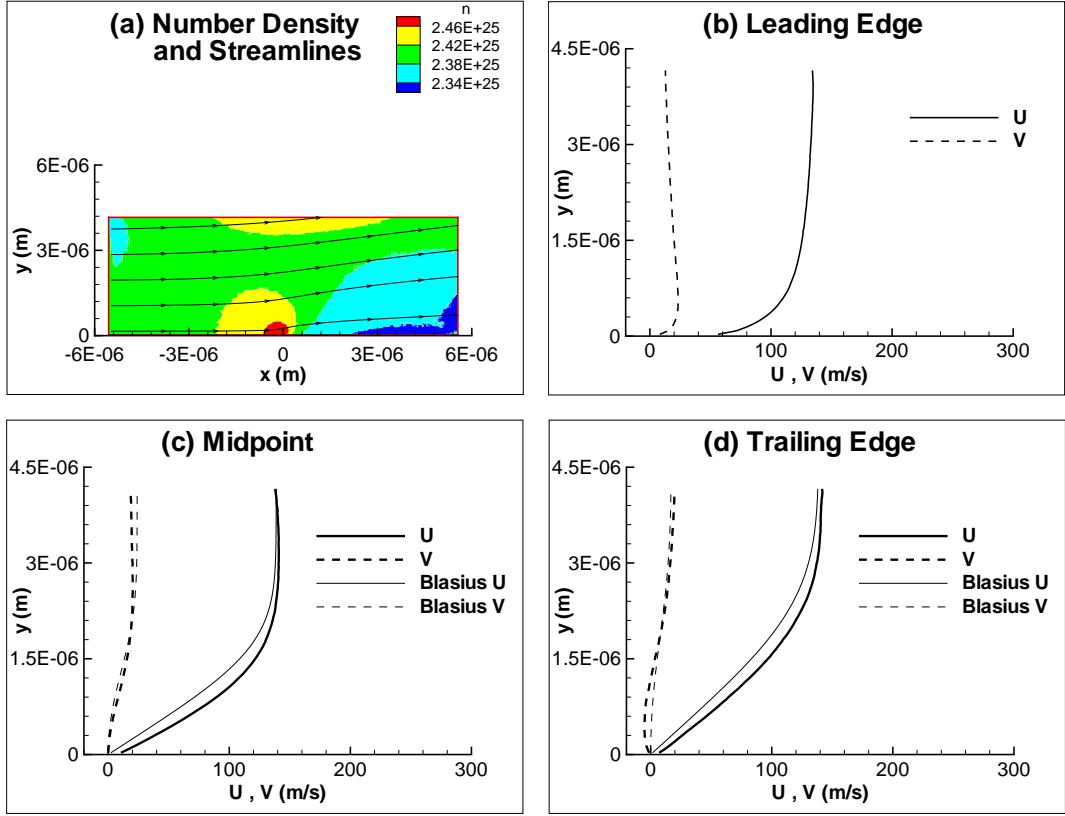 (a) Number Density
and Streamlines
n
2.46E+25
2.42E+25
2.38E+25
2.34E+25
6E-06
3E-06
0
y (m)
-6E-06
-3E-06
0
3E-06
6E-06
x (m)
(b) Leading Edge
4.5E-06
3E-06
1.5E-06
0
y (m)
U
V
0
100
200
300
U , V (m/s)
(c) Midpoint
4.5E-06
3E-06
1.5E-06
0
y (m)
U
V
Blasius U
Blasius V
0
100
200
300
U , V (m/s)
(d) Trailing Edge
4.5E-06
3E-06
1.5E-06
0
y (m)
U
V
Blasius U
Blasius V
0
100
200
300
U , V (m/s)